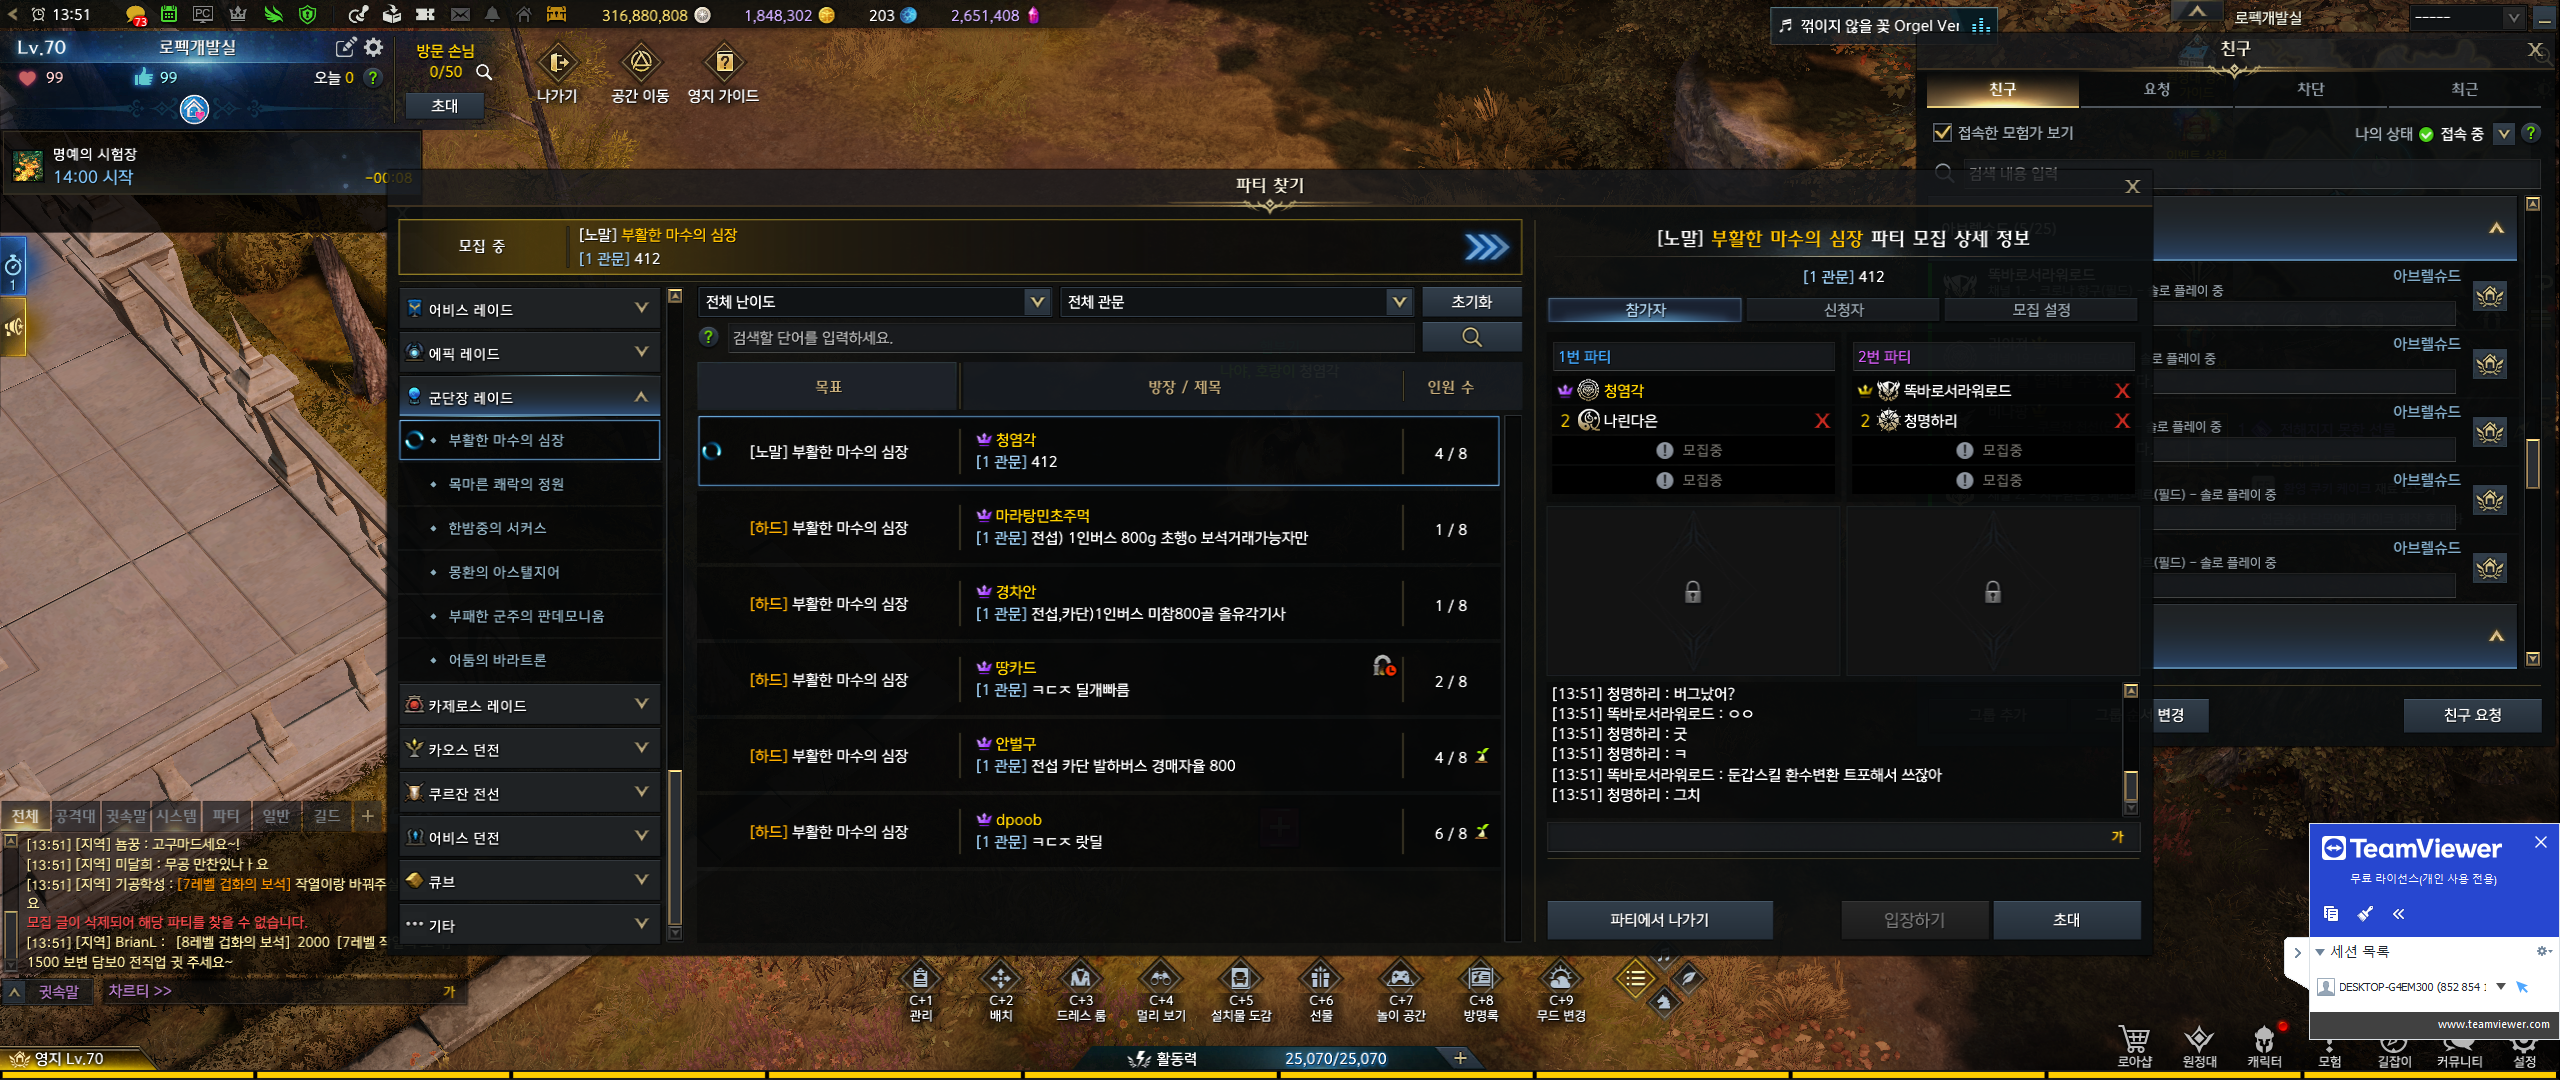 13:51
73
PC
316,880,808
1,848,302
203
2,651,408
꺾이지 않을 꽃 Orgel Ver
로펙개발실
-----
Lv.70
로펙개발실
99
99
오늘 0
방문 손님
0/50
초대
나가기
공간 이동
영지 가이드
명예의 시험장
14:00 시작
-00:08
1
친구
친구
요청
차단
최근
접속한 모험가 보기
나의 상태
접속 중
검색 내용 입력
파티 찾기
모집 중
[노말] 부활한 마수의 심장
[1 관문] 412
어비스 레이드
에픽 레이드
군단장 레이드
부활한 마수의 심장
목마른 쾌락의 정원
한밤중의 서커스
몽환의 아스탤지어
부패한 군주의 판데모니움
어둠의 바라트론
카제로스 레이드
카오스 던전
쿠르잔 전선
어비스 던전
큐브
기타
전체 난이도
전체 관문
초기화
검색할 단어를 입력하세요.
목표
방장 / 제목
인원 수
[노말] 부활한 마수의 심장
청염각
[1 관문] 412
4 / 8
[하드] 부활한 마수의 심장
마라탕민초주먹
[1 관문] 전섭) 1인버스 800g 초행o 보석거래가능자만
1 / 8
[하드] 부활한 마수의 심장
경차안
[1 관문] 전섭,카단)1인버스 미참800골 올유각기사
1 / 8
[하드] 부활한 마수의 심장
땅카드
[1 관문] ㅋㄷㅈ 딜개빠름
2 / 8
[하드] 부활한 마수의 심장
안벌구
[1 관문] 전섭 카단 발하버스 경매자율 800
4 / 8
[하드] 부활한 마수의 심장
dpoob
[1 관문] ㅋㄷㅈ 랏딜
6 / 8
[노말] 부활한 마수의 심장 파티 모집 상세 정보
[1 관문] 412
참가자
신청자
모집 설정
1번 파티
청염각
2 나린다은
모집중
모집중
2번 파티
똑바로서라워로드
2 청명하리
모집중
모집중
[13:51] 청명하리 : 버그났어?
[13:51] 똑바로서라워로드 : ㅇㅇ
[13:51] 청명하리 : 굿
[13:51] 청명하리 : ㅋ
[13:51] 똑바로서라워로드 : 둔갑스킬 환수변환 트포해서 쓰잖아
[13:51] 청명하리 : 그치
가
파티에서 나가기
입장하기
초대
아브렐슈드
솔로 플레이 중
아브렐슈드
로 플레이 중
아브렐슈드
로 플레이 중
아브렐슈드
(필드) – 솔로 플레이 중
아브렐슈드
(필드) – 솔로 플레이 중
변경
친구 요청
전체
공격대
귓속말
시스템
파티
일반
길드
[13:51] [지역] 뇸꿍 : 고구마드세요~!
[13:51] [지역] 미달희 : 무공 만찬있나ㅏ요
[13:51] [지역] 기공학성 : [7레벨 겁화의 보석] 작열이랑 바꿔주
요
모집 글이 삭제되어 해당 파티를 찾을 수 없습니다.
[13:51] [지역] BrianL : [8레벨 겁화의 보석] 2000 [7레벨
1500 보변 담보0 전직업 귓 주세요~
귓속말
차르티 >>
가
C+1
관리
C+2
배치
C+3
드레스 룸
C+4
멀리 보기
C+5
설치물 도감
C+6
선물
C+7
놀이 공간
C+8
방명록
C+9
무드 변경
영지 Lv.70
활동력
25,070/25,070
로아샵
원정대
캐릭터
모험
길잡이
커뮤니티
설정
TeamViewer
무료 라이선스(개인 사용 전용)
세션 목록
DESKTOP-G4EM300 (852 854
www.teamviewer.com